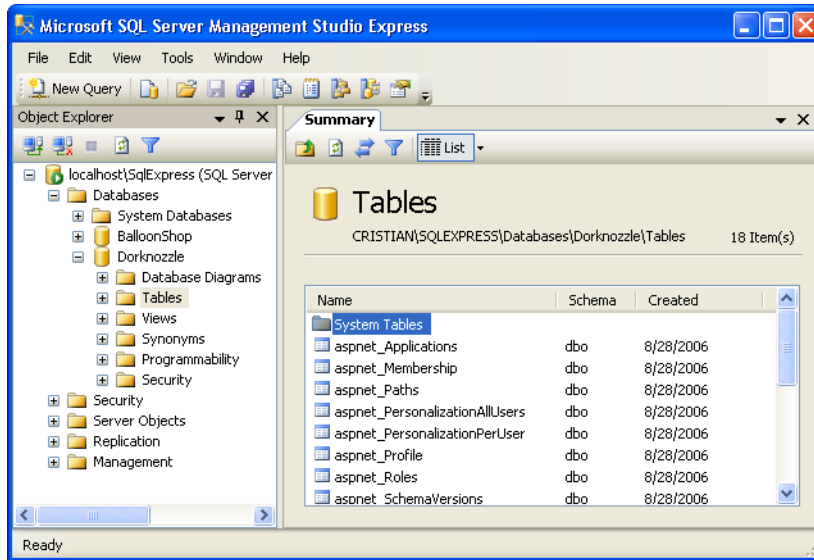 Microsoft SQL Server Management Studio Express
File Edit View Tools Window Help
New Query
Object Explorer
localhost\SqlExpress (SQL Server
Databases
System Databases
BalloonShop
Dorknozzle
Database Diagrams
Tables
Views
Synonyms
Programmability
Security
Security
Server Objects
Replication
Management
Summary
List
Tables
CRISTIAN\SQLEXPRESS\Databases\Dorknozzle\Tables 18 Item(s)
Name Schema Created
System Tables
aspnet_Applications dbo 8/28/2006
aspnet_Membership dbo 8/28/2006
aspnet_Paths dbo 8/28/2006
aspnet_PersonalizationAllUsers dbo 8/28/2006
aspnet_PersonalizationPerUser dbo 8/28/2006
aspnet_Profile dbo 8/28/2006
aspnet_Roles dbo 8/28/2006
aspnet_SchemaVersions dbo 8/28/2006
Ready